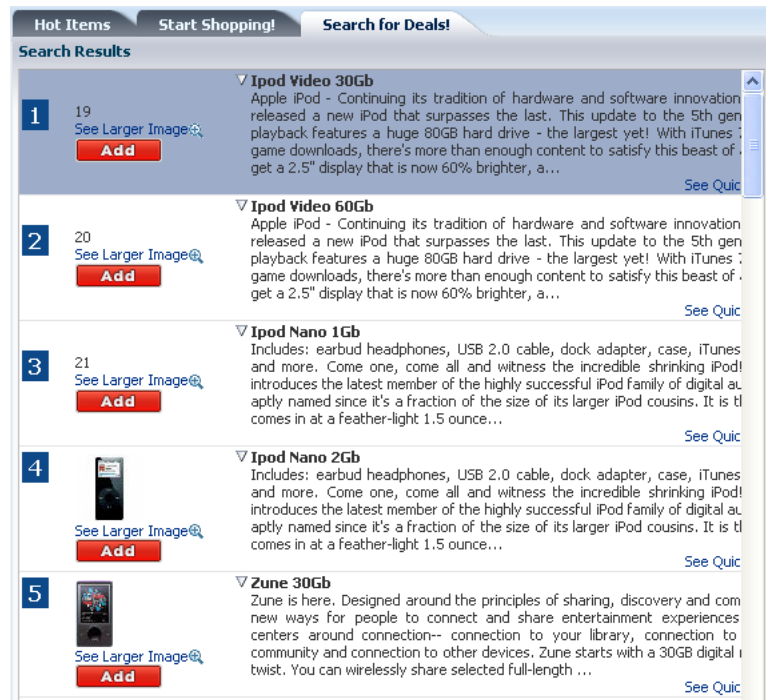 Hot Items Start Shopping! Search for Deals!
Search Results
1
19
See Larger Image
Add
Ipod Video 30Gb
Apple iPod - Continuing its tradition of hardware and software innovation
released a new iPod that surpasses the last. This update to the 5th gen
playback features a huge 80GB hard drive - the largest yet! With iTunes
game downloads, there's more than enough content to satisfy this beast of
get a 2.5" display that is now 60% brighter, a...
See Quic
2
20
See Larger Image
Add
Ipod Video 60Gb
Apple iPod - Continuing its tradition of hardware and software innovation
released a new iPod that surpasses the last. This update to the 5th gen
playback features a huge 80GB hard drive - the largest yet! With iTunes
game downloads, there's more than enough content to satisfy this beast of
get a 2.5" display that is now 60% brighter, a...
See Quic
3
21
See Larger Image
Add
Ipod Nano 1Gb
Includes: earbud headphones, USB 2.0 cable, dock adapter, case, iTunes
and more. Come one, come all and witness the incredible shrinking iPod!
introduces the latest member of the highly successful iPod family of digital au
aptly named since it's a fraction of the size of its larger iPod cousins. It is
comes in at a feather-light 1.5 ounce...
See Quic
4
See Larger Image
Add
Ipod Nano 2Gb
Includes: earbud headphones, USB 2.0 cable, dock adapter, case, iTunes
and more. Come one, come all and witness the incredible shrinking iPod!
introduces the latest member of the highly successful iPod family of digital au
aptly named since it's a fraction of the size of its larger iPod cousins. It is
comes in at a feather-light 1.5 ounce...
See Quic
5
See Larger Image
Add
Zune 30Gb
Zune is here. Designed around the principles of sharing, discovery and com
new ways for people to connect and share entertainment experiences
centers around connection-- connection to your library, connection to
community and connection to other devices. Zune starts with a 30GB digital
twist. You can wirelessly share selected full-length ...
See Quic